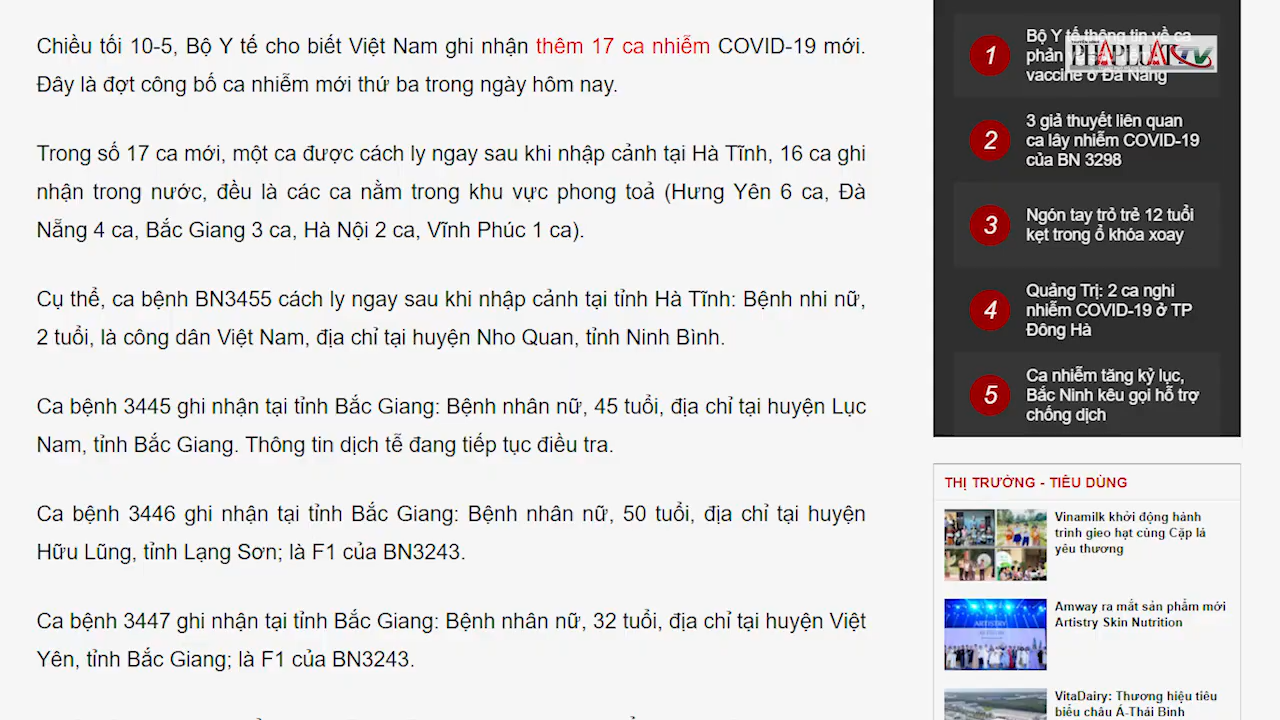 Chiều tối 10-5, Bộ Y tế cho biết Việt Nam ghi nhận thêm 17 ca nhiễm COVID-19 mới.
Đây là đợt công bố ca nhiễm mới thứ ba trong ngày hôm nay.
Trong số 17 ca mới, một ca được cách ly ngay sau khi nhập cảnh tại Hà Tĩnh, 16 ca ghi
nhận trong nước, đều là các ca nằm trong khu vực phong toả (Hưng Yên 6 ca, Đà
Nẵng 4 ca, Bắc Giang 3 ca, Hà Nội 2 ca, Vĩnh Phúc 1 ca).
Cụ thể, ca bệnh BN3455 cách ly ngay sau khi nhập cảnh tại tỉnh Hà Tĩnh: Bệnh nhi nữ,
2 tuổi, là công dân Việt Nam, địa chỉ tại huyện Nho Quan, tỉnh Ninh Bình.
Ca bệnh 3445 ghi nhận tại tỉnh Bắc Giang: Bệnh nhân nữ, 45 tuổi, địa chỉ tại huyện Lục
Nam, tỉnh Bắc Giang. Thông tin dịch tễ đang tiếp tục điều tra.
Ca bệnh 3446 ghi nhận tại tỉnh Bắc Giang: Bệnh nhân nữ, 50 tuổi, địa chỉ tại huyện
Hữu Lũng, tỉnh Lạng Sơn; là F1 của BN3243.
Ca bệnh 3447 ghi nhận tại tỉnh Bắc Giang: Bệnh nhân nữ, 32 tuổi, địa chỉ tại huyện Việt
Yên, tỉnh Bắc Giang; là F1 của BN3243.
1
Bộ Y tế thông tin về ca
phản
vaccine ở Đà Nẵng
PHÁPLUẬT TV
2
3 giả thuyết liên quan
ca lây nhiễm COVID-19
của BN 3298
3
Ngón tay trỏ trẻ 12 tuổi
kẹt trong ổ khóa xoay
4
Quảng Trị: 2 ca nghi
nhiễm COVID-19 ở TP
Đông Hà
5
Ca nhiễm tăng kỷ lục,
Bắc Ninh kêu gọi hỗ trợ
chống dịch
THỊ TRƯỜNG - TIÊU DÙNG
Vinamilk khởi động hành
trình gieo hạt cùng Cặp lá
yêu thương
ARTISTRY
Amway ra mắt sản phẩm mới
Artistry Skin Nutrition
VitaDairy: Thương hiệu tiêu
biểu châu Á-Thái Bình